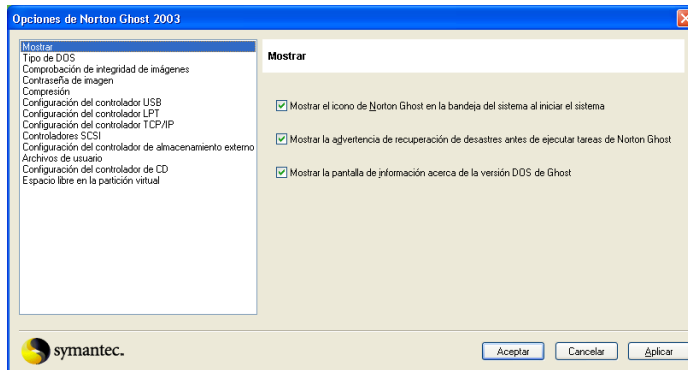 Opciones de Norton Ghost 2003
Mostrar
Tipo de DOS
Comprobación de integridad de imágenes
Contraseña de imagen
Compresión
Configuración del controlador USB
Configuración del controlador LPT
Configuración del controlador TCP/IP
Controladores SCSI
Configuración del controlador de almacenamiento externo
Archivos de usuario
Configuración del controlador de CD
Espacio libre en la partición virtual
Mostrar
Mostrar el icono de Norton Ghost en la bandeja del sistema al iniciar el sistema
Mostrar la advertencia de recuperación de desastres antes de ejecutar tareas de Norton Ghost
Mostrar la pantalla de información acerca de la versión DOS de Ghost
symantec.
Aceptar
Cancelar
Aplicar